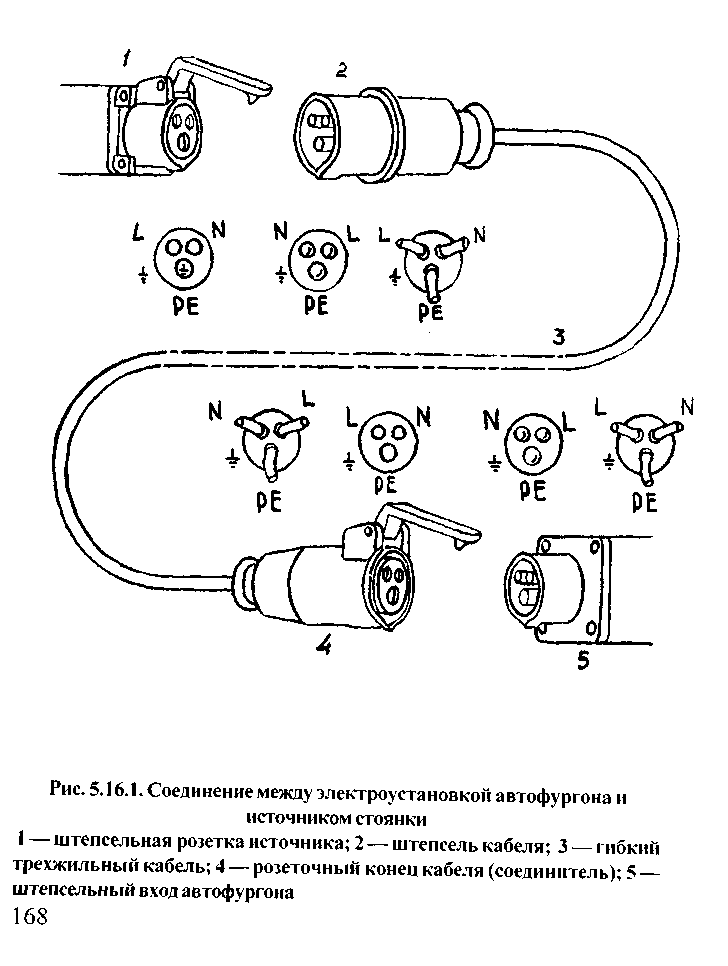 1
2
L N N L L N
PE PE PE
3
N L L N N L L N
PE PE PE PE
4
5
Рис. 5.16.1. Соединение между электроустановкой автофургона и
источником стоянки
1 — штепсельная розетка источника; 2 — штепсель кабеля; 3 — гибкий
трехжильный кабель; 4 — розеточный конец кабеля (соединитель); 5 —
штепсельный вход автофургона
168